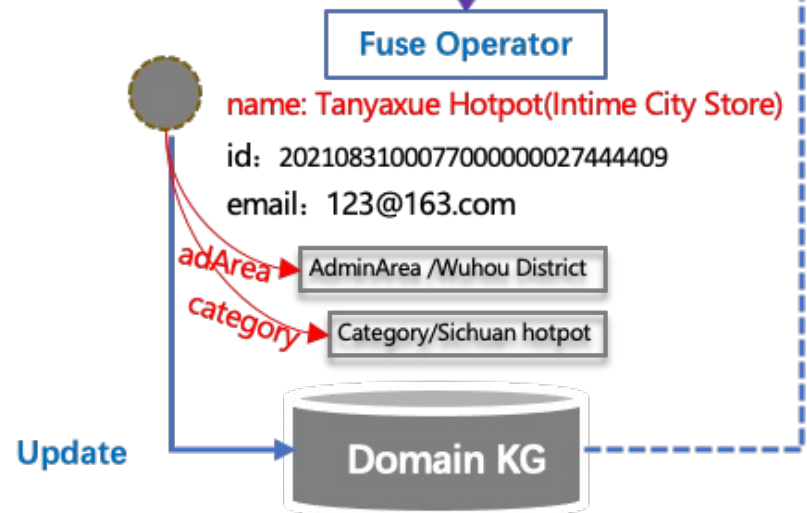 Fuse Operator
name: Tanyaxue Hotpot(Intime City Store)
id：2021083100077000000027444409
email：123@163.com
adArea
AdminArea /Wuhou District
category
Category/Sichuan hotpot
Update
Domain KG